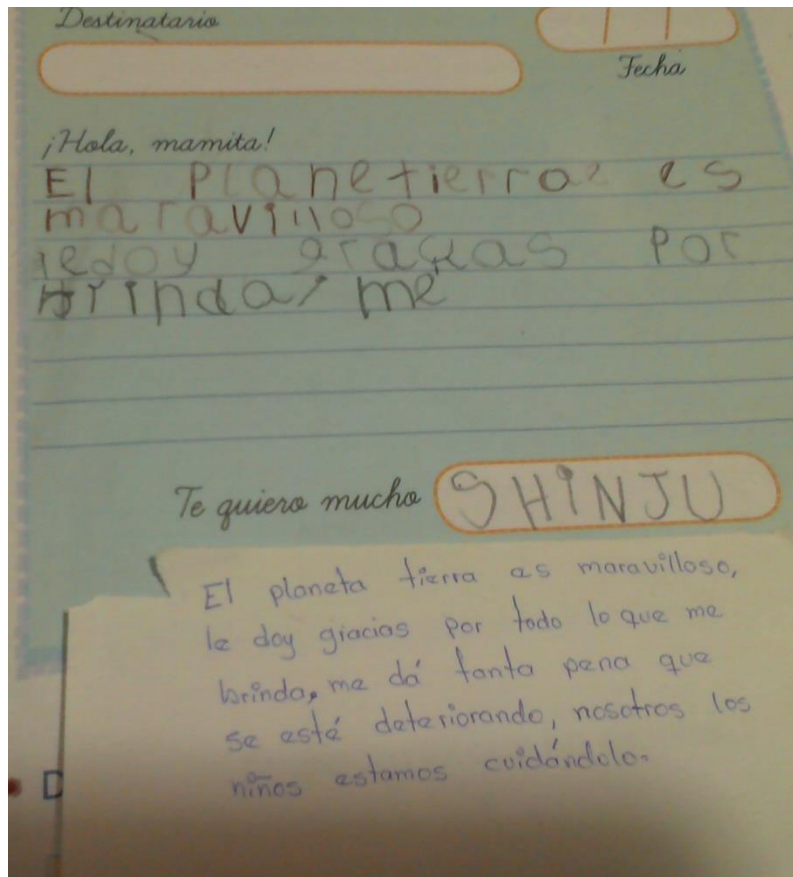 Destinatario
Fecha
¡Hola, mamita!
El planetierra es
maravilloso
ledoy gracias por
brindarme
Te quiero mucho SHINJU
El planeta tierra es maravilloso,
le doy giacias por todo lo que me
brinda, me dá tanta pena que
se esté deteriorando, nosotros los
niños estamos cuidándolo.
D